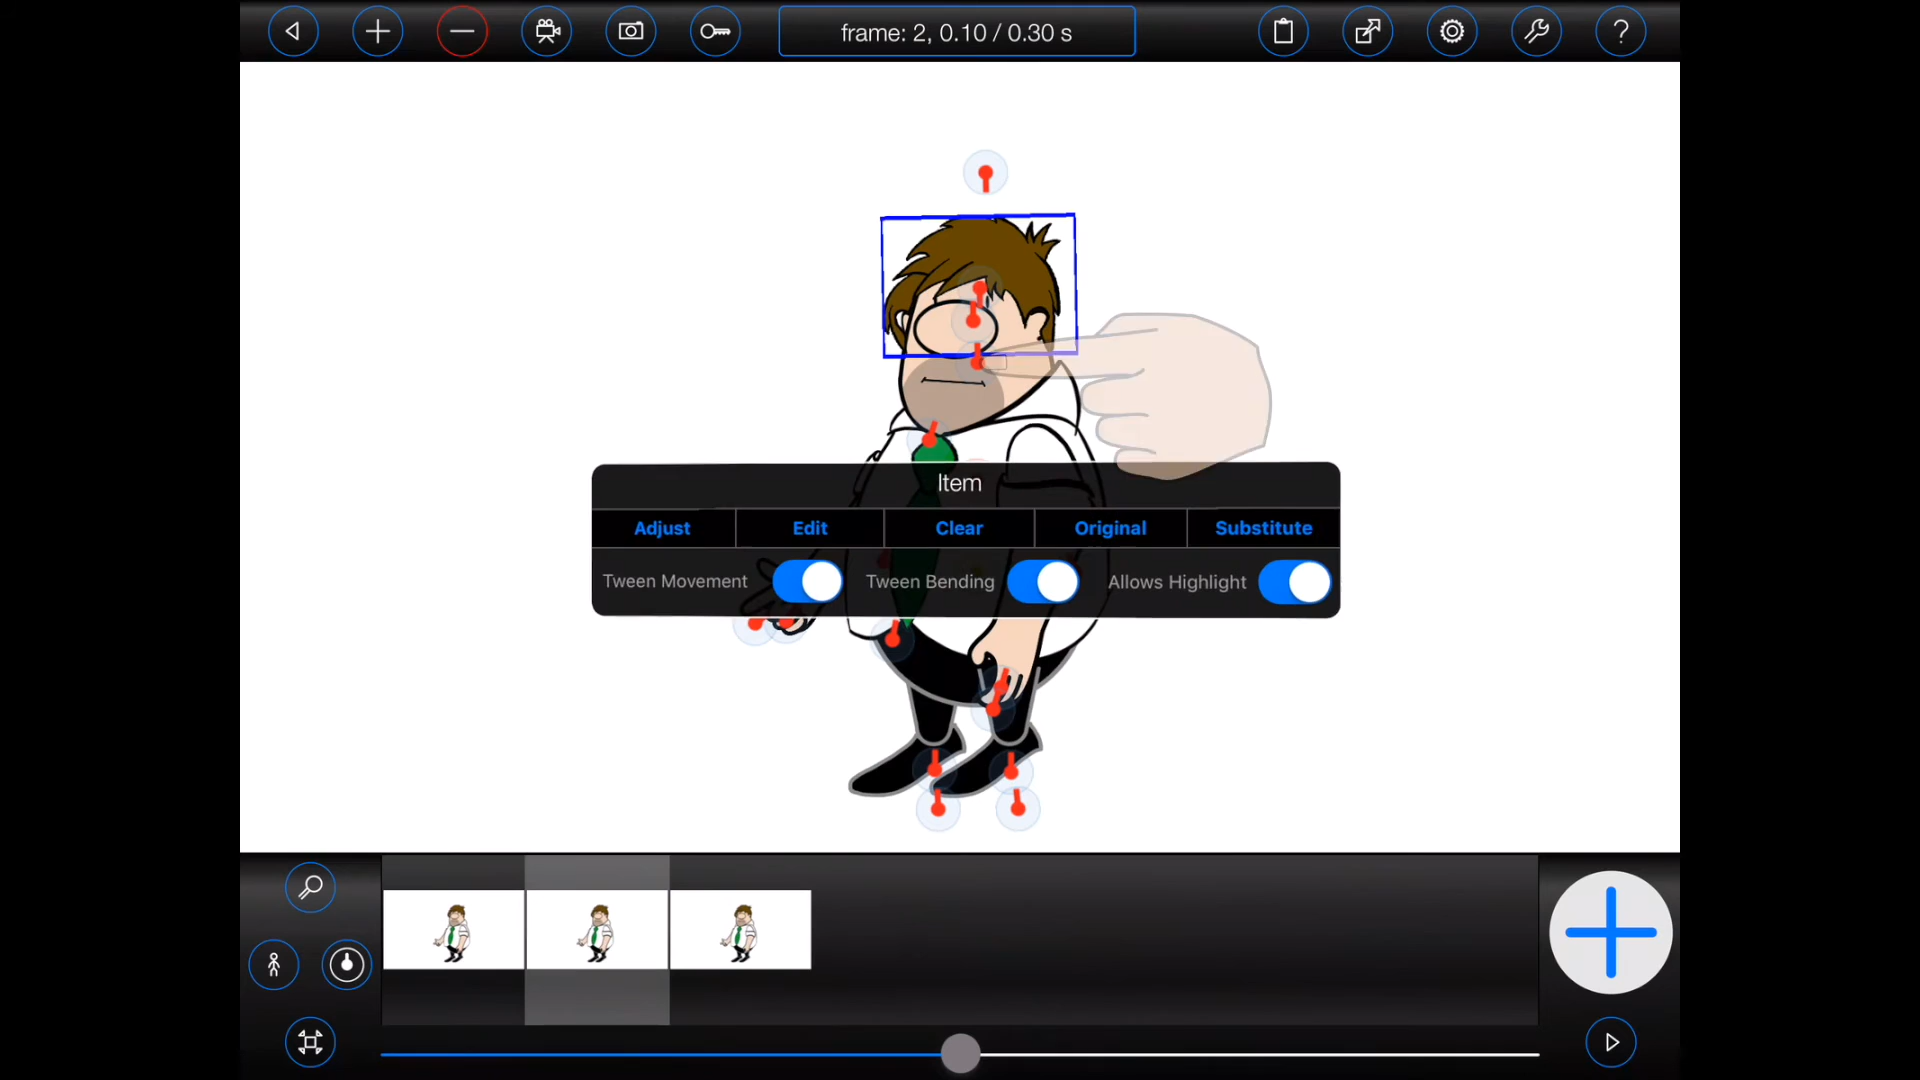 frame: 2, 0.10 / 0.30 s
?
Item
Adjust Edit Clear Original Substitute
Tween Movement Tween Bending Allows Highlight